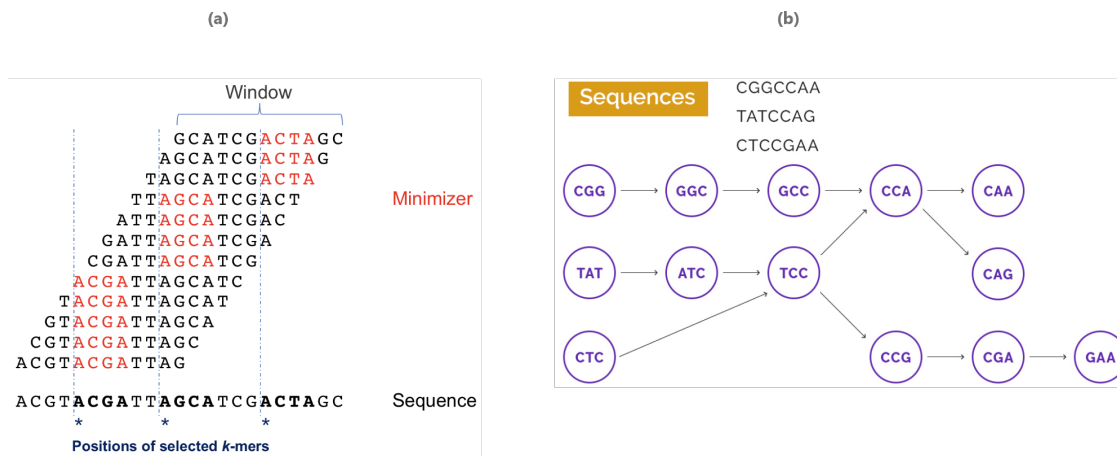 (a)
Window
GCATCGACTAGC
AGCATCGACTAG
TAGCATCGACTA
TTAGCATCGACT
ATTAGCATCGAC
GATTAGCATCGA
CGATTAGCATCG
ACGATTAGCATC
TACGATTAGCAT
GTACGATTAGCA
CGTACGATTAGC
ACGTACGATTAG
Minimizer
ACGTACGATTAGCATCGACTAGC Sequence
* * *
Positions of selected k-mers
(b)
Sequences
CGGCCAA
TATCCAG
CTCCGAA
CGG GGC GCC CCA CAA
TAT ATC TCC CAG
CTC CCG CGA GAA